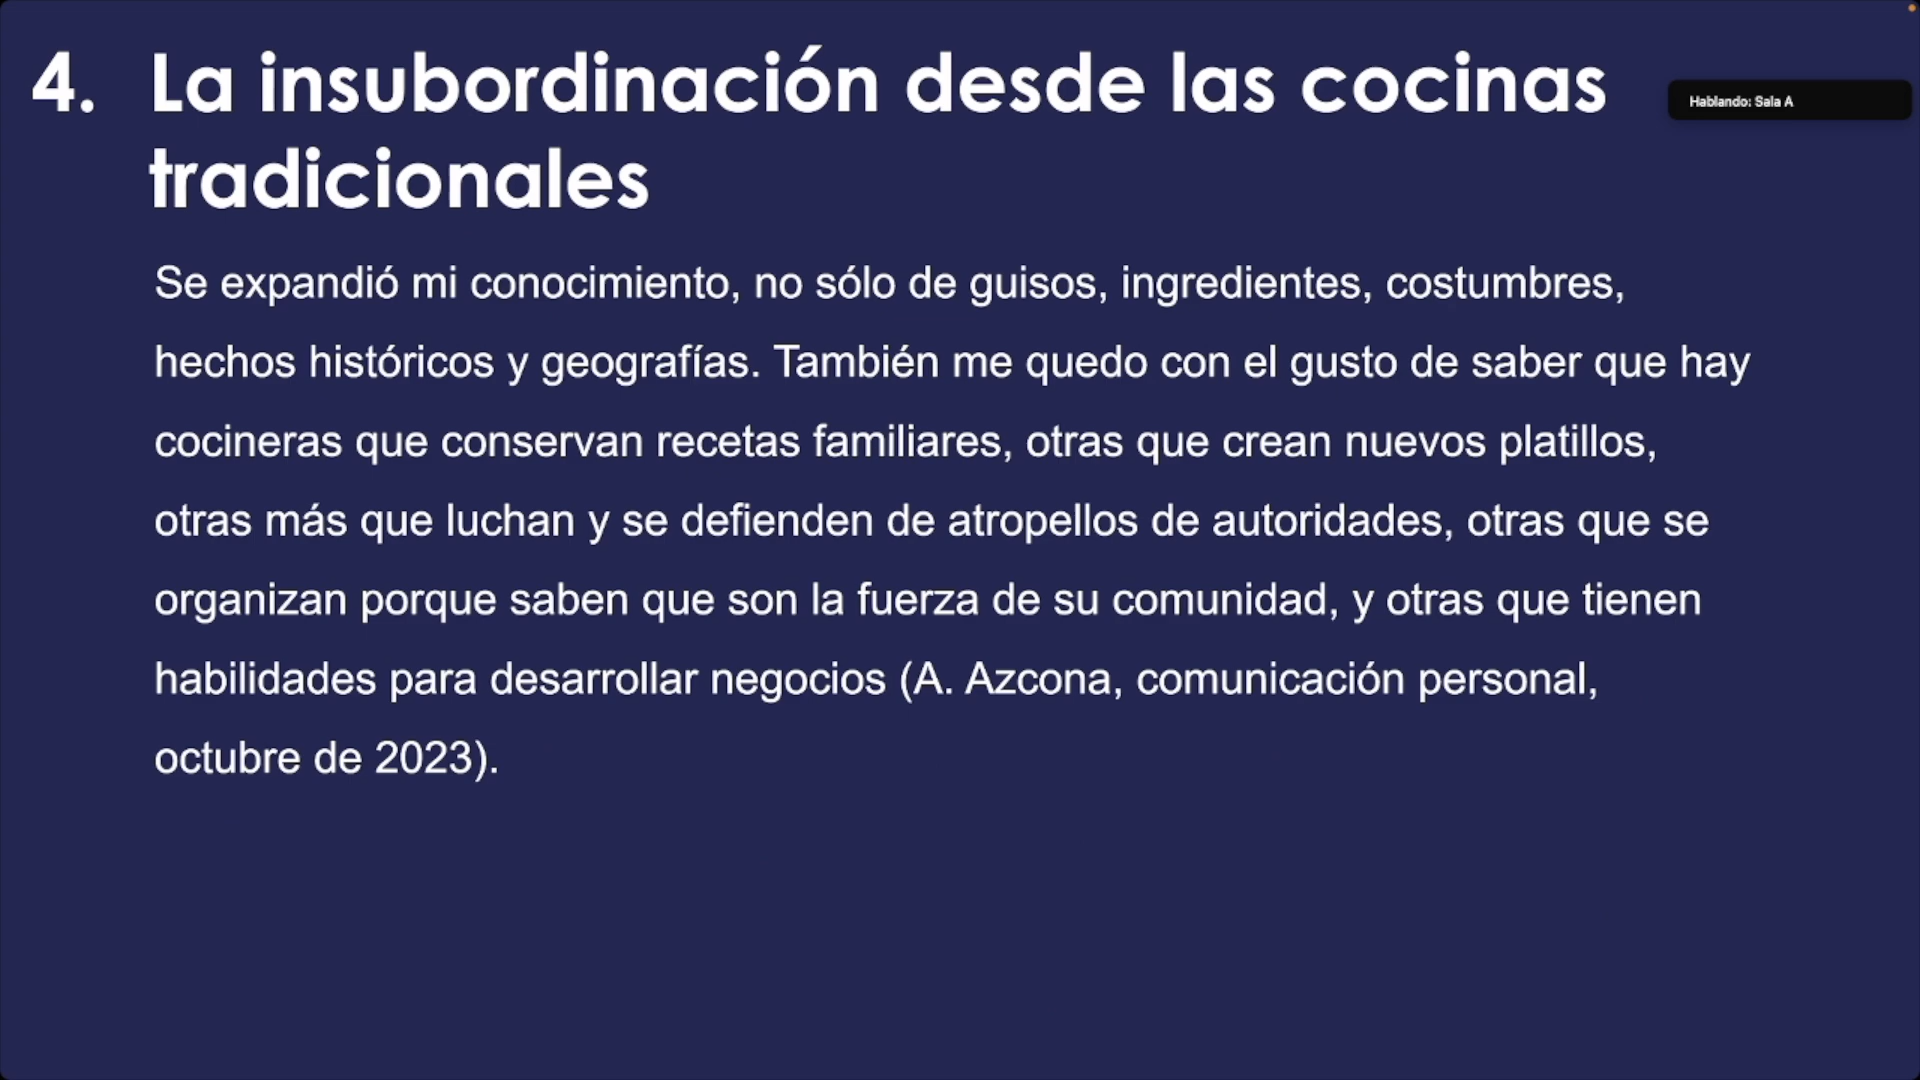 4. La insubordinación desde las cocinas
tradicionales
Hablando: Sala A
Se expandió mi conocimiento, no sólo de guisos, ingredientes, costumbres,
hechos históricos y geografías. También me quedo con el gusto de saber que hay
cocineras que conservan recetas familiares, otras que crean nuevos platillos,
otras más que luchan y se defienden de atropellos de autoridades, otras que se
organizan porque saben que son la fuerza de su comunidad, y otras que tienen
habilidades para desarrollar negocios (A. Azcona, comunicación personal,
octubre de 2023).